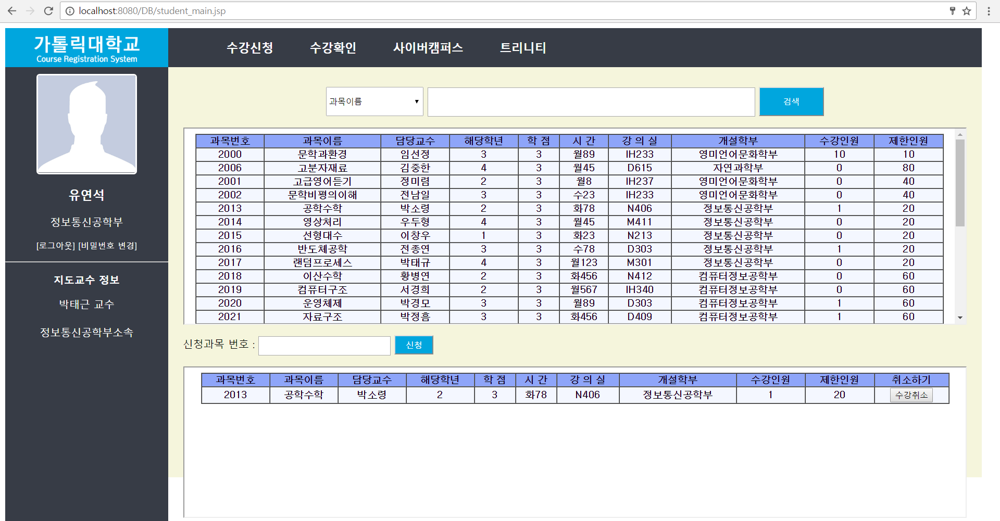 localhost:8080/DB/student_main.jsp
가톨릭대학교
Course Registration System
수강신청 수강확인 사이버캠퍼스 트리니티
유연석
정보통신공학부
[로그아웃] [비밀번호 변경]
지도교수 정보
박태근 교수
정보통신공학부소속
과목이름 ▼ 검색
과목번호 과목이름 담당교수 해당학년 학 점 시 간 강 의 실 개설학부 수강인원 제한인원
2000 문학과환경 임선정 3 3 월89 IH233 영미언어문화학부 10 10
2006 고분자재료 김중한 4 3 월45 D615 자연과학부 0 80
2001 고급영어듣기 정미렴 2 3 월8 IH237 영미언어문화학부 0 40
2002 문학비평의이해 전남일 3 3 수23 IH233 영미언어문화학부 0 40
2013 공학수학 박소령 2 3 화78 N406 정보통신공학부 1 20
2014 영상처리 우두형 4 3 월45 M411 정보통신공학부 0 20
2015 선형대수 이창우 1 3 화23 N213 정보통신공학부 0 20
2016 반도체공학 전종연 3 3 수78 D303 정보통신공학부 1 20
2017 랜덤프로세스 박태규 4 3 월123 M301 정보통신공학부 0 20
2018 이산수학 황병연 2 3 화456 N412 컴퓨터정보공학부 0 60
2019 컴퓨터구조 서경희 2 3 월567 IH340 컴퓨터정보공학부 0 60
2020 운영체제 박경모 3 3 월89 D303 컴퓨터정보공학부 1 60
2021 자료구조 박정흠 3 3 화456 D409 컴퓨터정보공학부 1 60
신청과목 번호 : 신청
과목번호 과목이름 담당교수 해당학년 학 점 시 간 강 의 실 개설학부 수강인원 제한인원 취소하기
2013 공학수학 박소령 2 3 화78 N406 정보통신공학부 1 20 수강취소